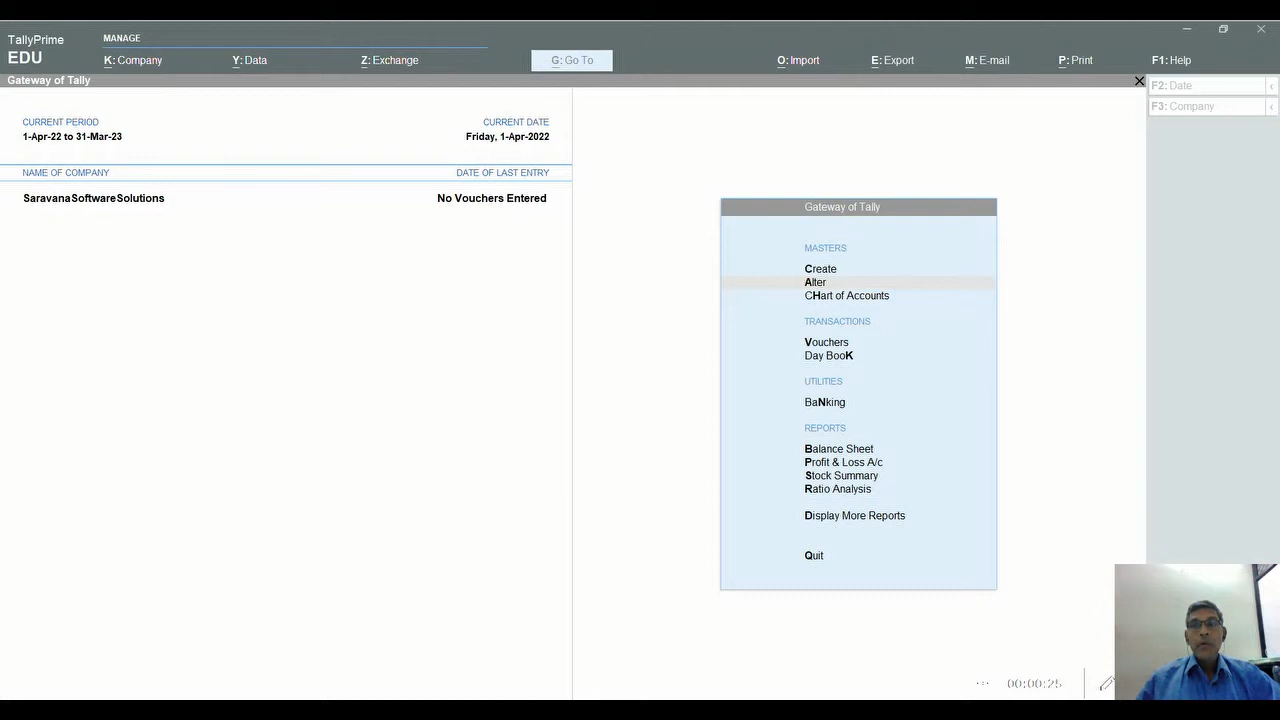 TallyPrime
EDU
MANAGE
K: Company
Y: Data
Z: Exchange
G: Go To
O: Import
E: Export
M: E-mail
P: Print
F1: Help
Gateway of Tally
F2: Date
F3: Company
CURRENT PERIOD
CURRENT DATE
1-Apr-22 to 31-Mar-23
Friday, 1-Apr-2022
NAME OF COMPANY
DATE OF LAST ENTRY
SaravanaSoftwareSolutions
No Vouchers Entered
Gateway of Tally
MASTERS
Create
Alter
CHart of Accounts
TRANSACTIONS
Vouchers
Day BooK
UTILITIES
BaNking
REPORTS
Balance Sheet
Profit & Loss A/c
Stock Summary
Ratio Analysis
Display More Reports
Quit
00:00:25